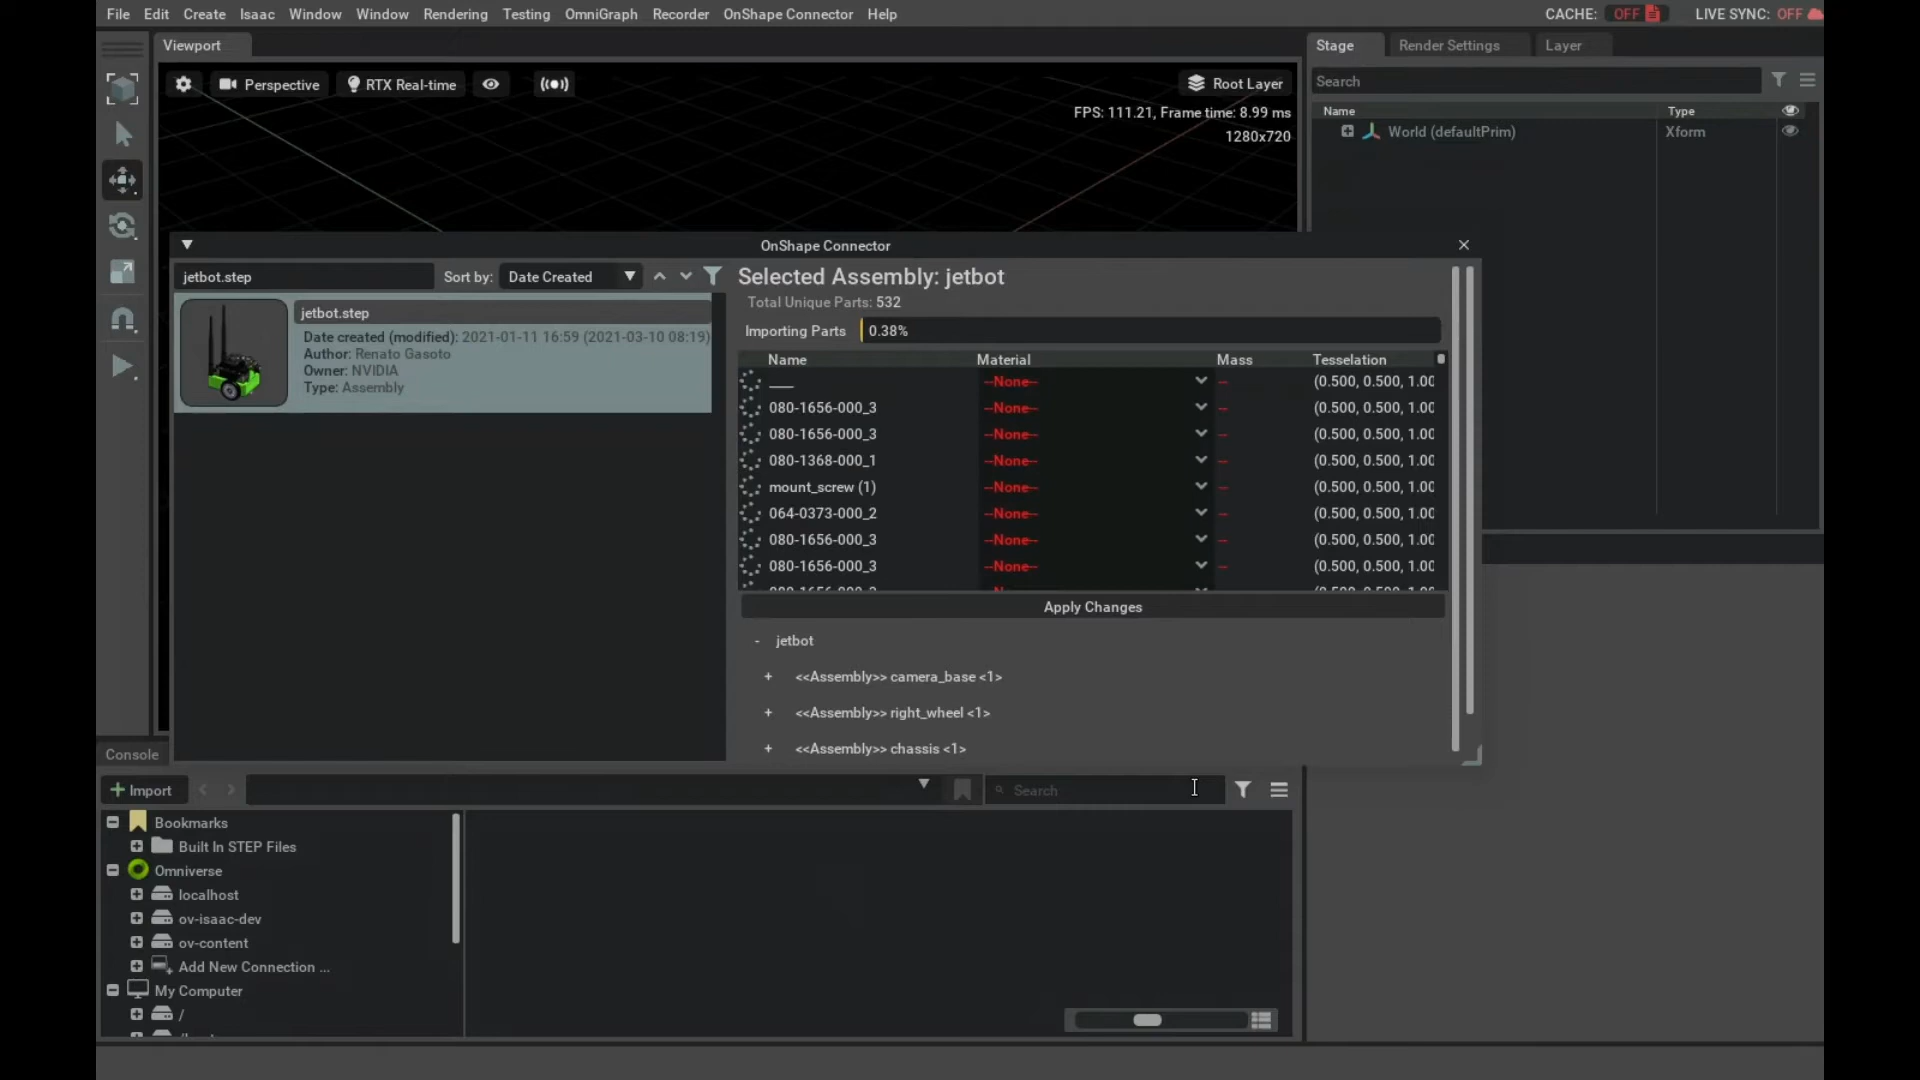 File Edit Create Isaac Window Window Rendering Testing OmniGraph Recorder OnShape Connector Help CACHE: OFF LIVE SYNC: OFF
Viewport
Stage Render Settings Layer
Perspective RTX Real-time Root Layer
Search
FPS: 111.21, Frame time: 8.99 ms
1280x720
Name Type
World (defaultPrim) Xform
OnShape Connector
jetbot.step Sort by: Date Created
jetbot.step
Date created (modified): 2021-01-11 16:59 (2021-03-10 08:19)
Author: Renato Gasoto
Owner: NVIDIA
Type: Assembly
Selected Assembly: jetbot
Total Unique Parts: 532
Importing Parts 0.38%
Name Material Mass Tesselation
___ --None-- -- (0.500, 0.500, 1.00
080-1656-000_3 --None-- -- (0.500, 0.500, 1.00
080-1656-000_3 --None-- -- (0.500, 0.500, 1.00
080-1368-000_1 --None-- -- (0.500, 0.500, 1.00
mount_screw (1) --None-- -- (0.500, 0.500, 1.00
064-0373-000_2 --None-- -- (0.500, 0.500, 1.00
080-1656-000_3 --None-- -- (0.500, 0.500, 1.00
080-1656-000_3 --None-- -- (0.500, 0.500, 1.00
Apply Changes
- jetbot
+ <<Assembly>> camera_base <1>
+ <<Assembly>> right_wheel <1>
+ <<Assembly>> chassis <1>
Console
+ Import Search
Bookmarks
Built In STEP Files
Omniverse
localhost
ov-isaac-dev
ov-content
Add New Connection ...
My Computer
/